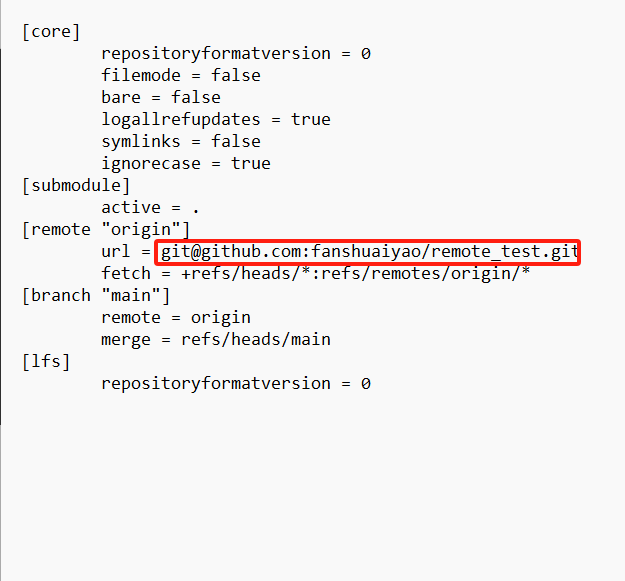 [core]
repositoryformatversion = 0
filemode = false
bare = false
logallrefupdates = true
symlinks = false
ignorecase = true
[submodule]
active = .
[remote "origin"]
url = git@github.com:fanshuaiyao/remote_test.git
fetch = +refs/heads/*:refs/remotes/origin/*
[branch "main"]
remote = origin
merge = refs/heads/main
[lfs]
repositoryformatversion = 0